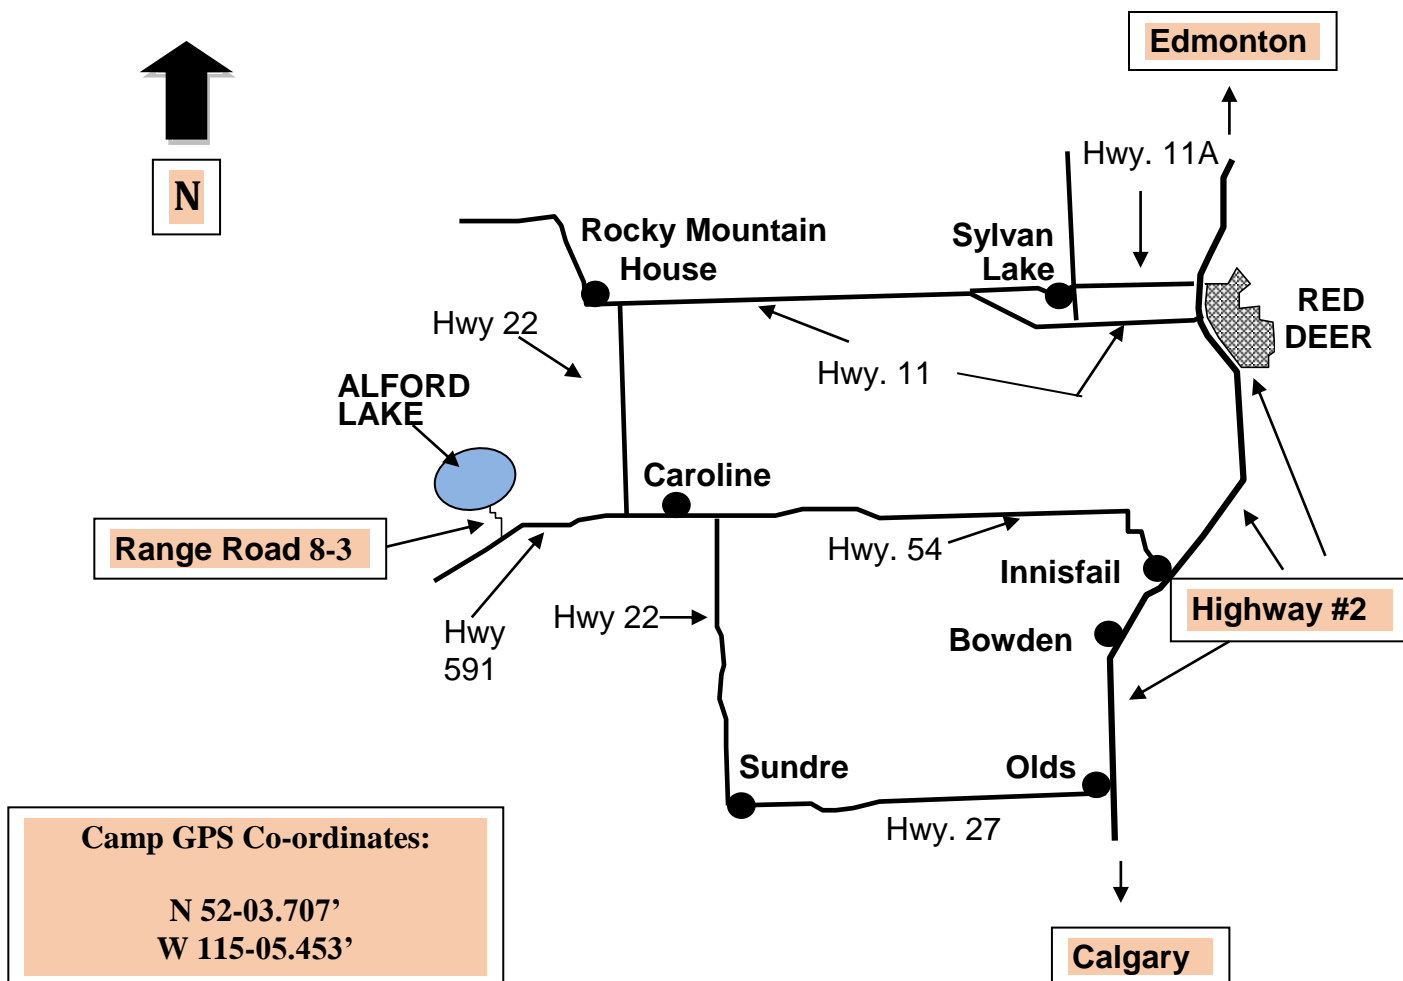 Edmonton
Hwy. 11A
N
Rocky Mountain
House
Sylvan
Lake
RED
DEER
Hwy 22
Hwy. 11
ALFORD
LAKE
Caroline
Range Road 8-3
Hwy. 54
Innisfail
Highway #2
Hwy 22
Hwy
591
Bowden
Sundre
Olds
Hwy. 27
Camp GPS Co-ordinates:
N 52-03.707’
W 115-05.453’
Calgary